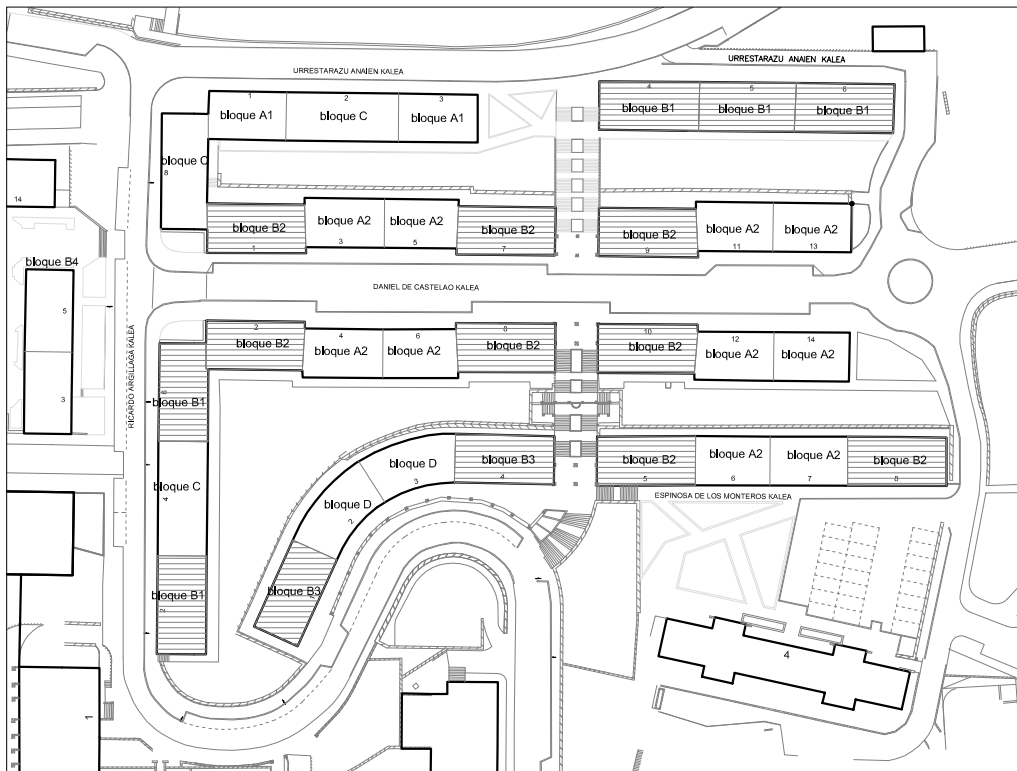 URRESTARAZU ANAIEN KALEA
URRESTARAZU ANAIEN KALEA
1
2
3
bloque A1
bloque C
bloque A1
4
5
6
bloque B1
bloque B1
bloque B1
bloque C
8
14
bloque B2
bloque A2
bloque A2
bloque B2
1
3
5
7
bloque B2
bloque A2
bloque A2
9
11
13
bloque B4
5
3
DANIEL DE CASTELAO KALEA
RICARDO ARGILLAGA KALEA
2
4
6
8
bloque B2
bloque A2
bloque A2
bloque B2
10
12
14
bloque B2
bloque A2
bloque A2
bloque B1
6
bloque C
4
bloque B1
2
bloque D
bloque D
bloque B3
bloque B3
2
3
4
bloque B2
bloque A2
bloque A2
bloque B2
5
6
7
8
ESPINOSA DE LOS MONTEROS KALEA
4
1